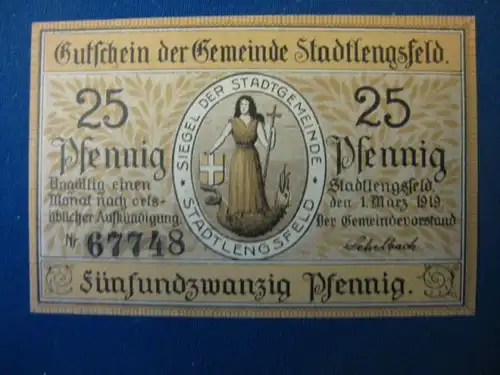 Gutschein der Gemeinde Stadtlengsfeld.
25
Pfennig
Ungültig einen
Monat nach orts-
üblicher Aufkündigung.
Nr. 67748
SIEGEL DER STADTGEMEINDE
STADTLENGSFELD
25
Pfennig
Stadtlengsfeld,
den 1. März 1919
Der Gemeindevorstand
Fünfundzwanzig Pfennig.